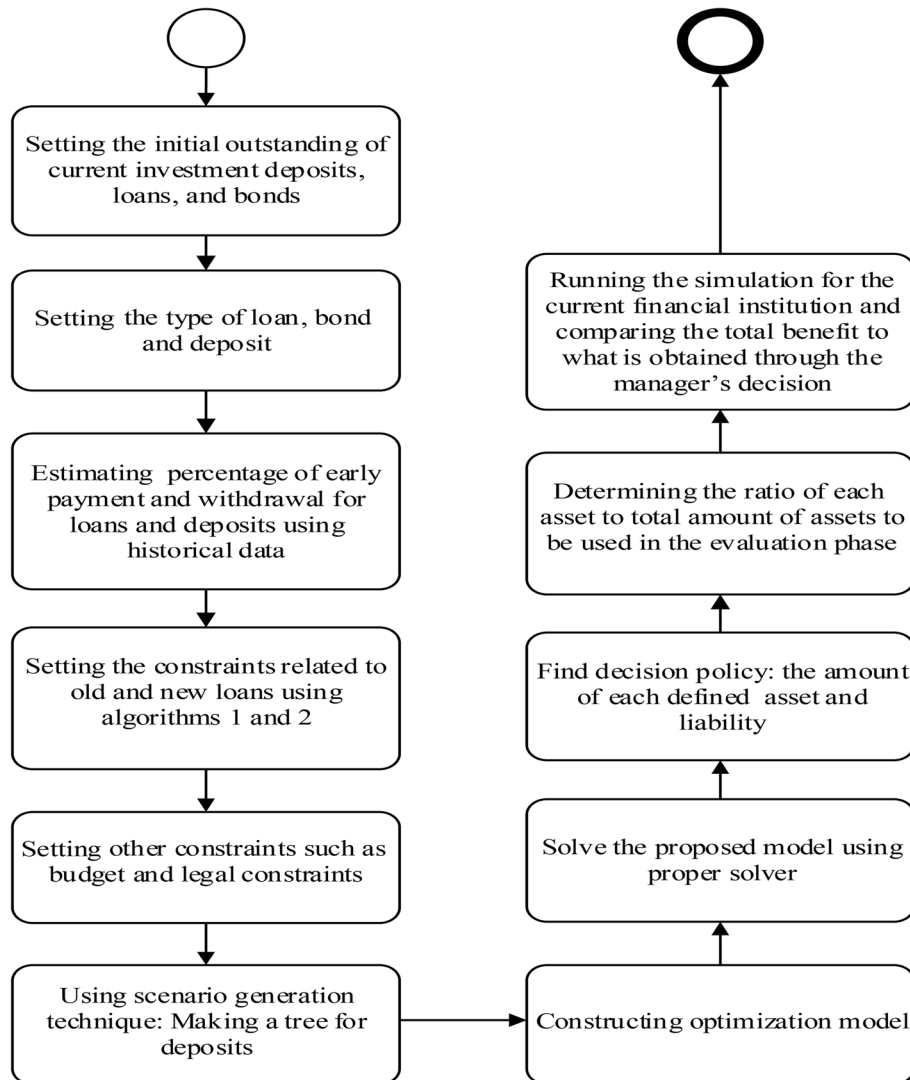 Setting the initial outstanding of
current investment deposits,
loans, and bonds
Setting the type of loan, bond
and deposit
Estimating percentage of early
payment and withdrawal for
loans and deposits using
historical data
Setting the constraints related to
old and new loans using
algorithms 1 and 2
Setting other constraints such as
budget and legal constraints
Using scenario generation
technique: Making a tree for
deposits
Constructing optimization model
Solve the proposed model using
proper solver
Find decision policy: the amount
of each defined asset and
liability
Determining the ratio of each
asset to total amount of assets to
be used in the evaluation phase
Running the simulation for the
current financial institution and
comparing the total benefit to
what is obtained through the
manager’s decision